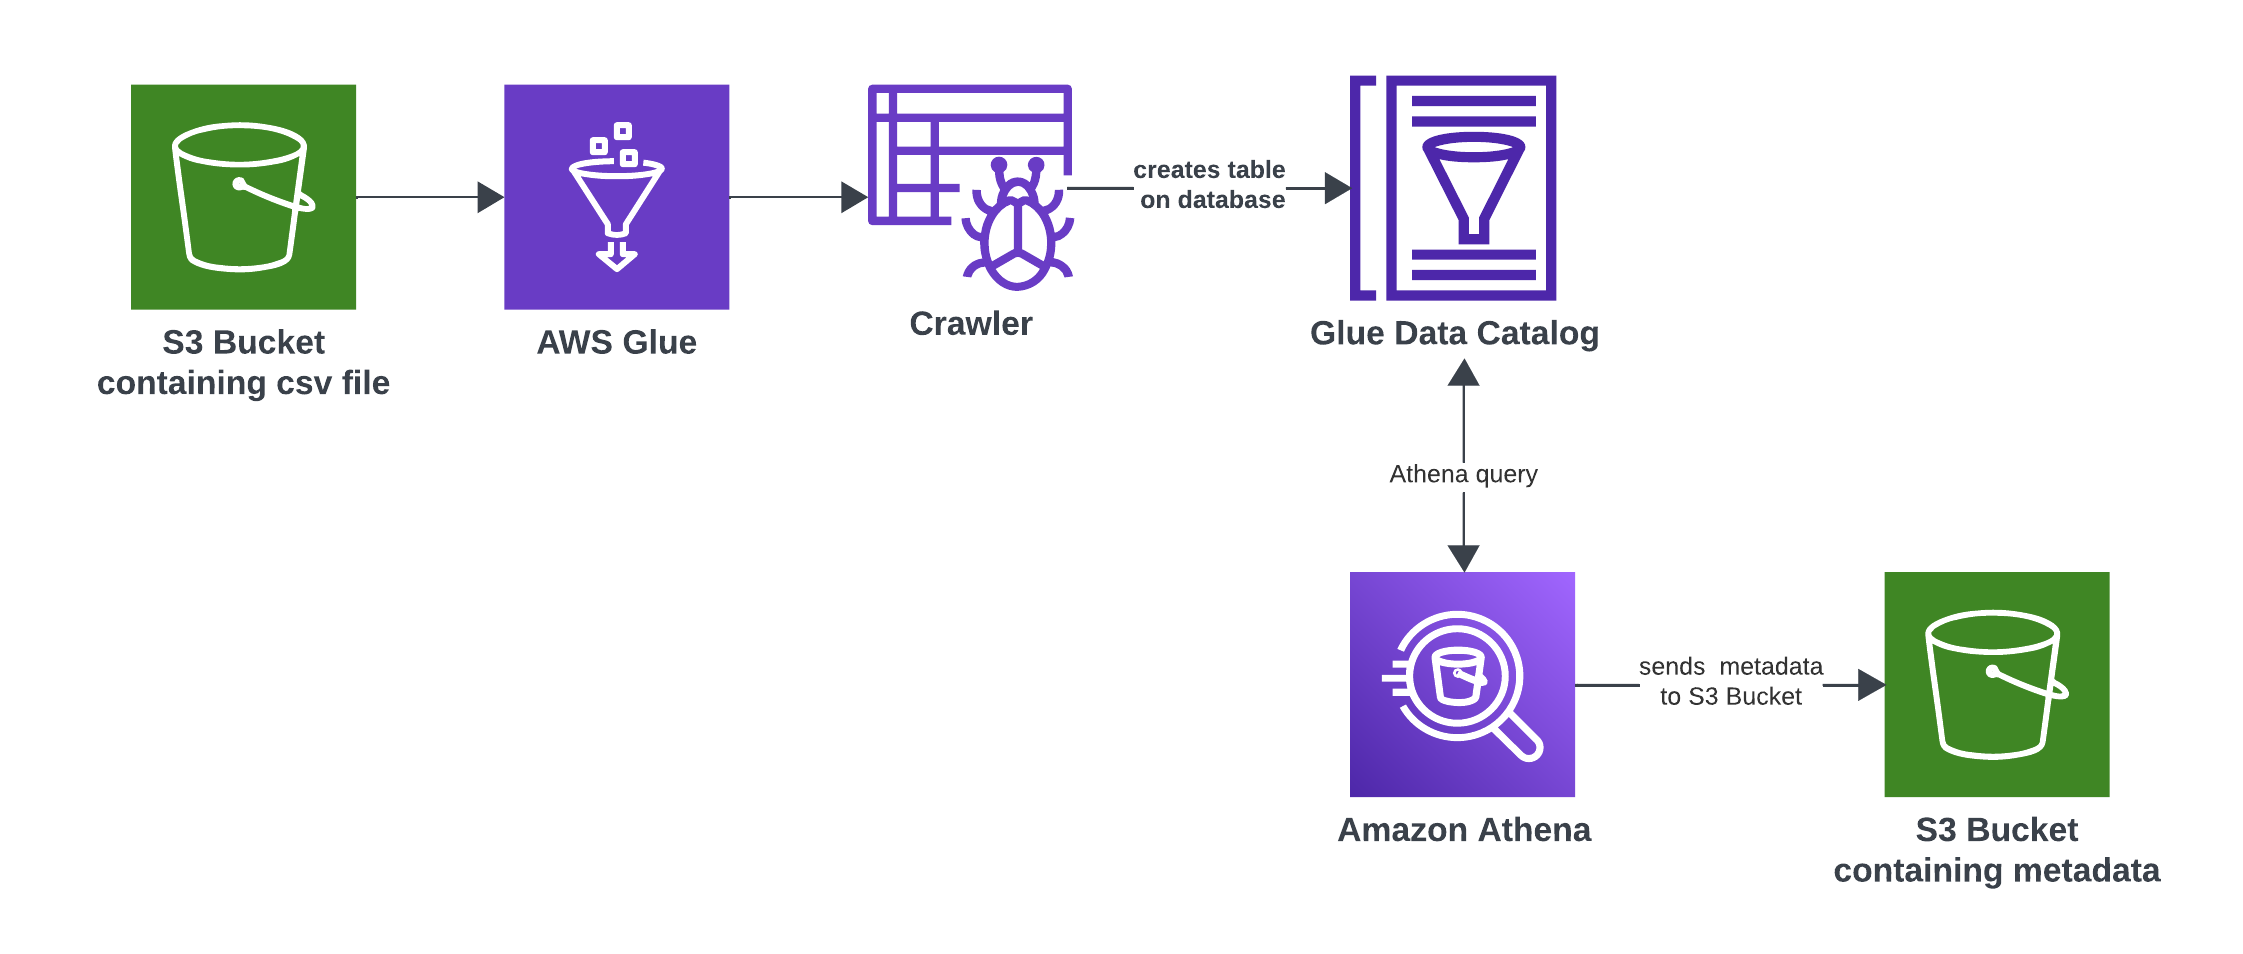 S3 Bucket
containing csv file
AWS Glue
Crawler
creates table
on database
Glue Data Catalog
Athena query
Amazon Athena
sends  metadata
to S3 Bucket
S3 Bucket
containing metadata